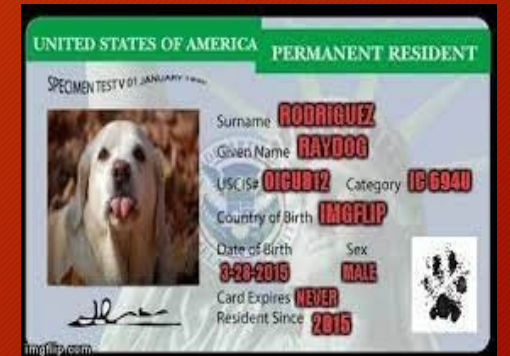 UNITED STATES OF AMERICA PERMANENT RESIDENT
SPECIMEN TEST V 01 JANUARY
Surname RODRIGUEZ
Given Name RAYDOG
USCIS# OICUB12 Category IC 694U
Country of Birth IMGFLIP
Date of Birth Sex
3-28-2015 MALE
Card Expires NEVER
Resident Since 2015
imgflip.com